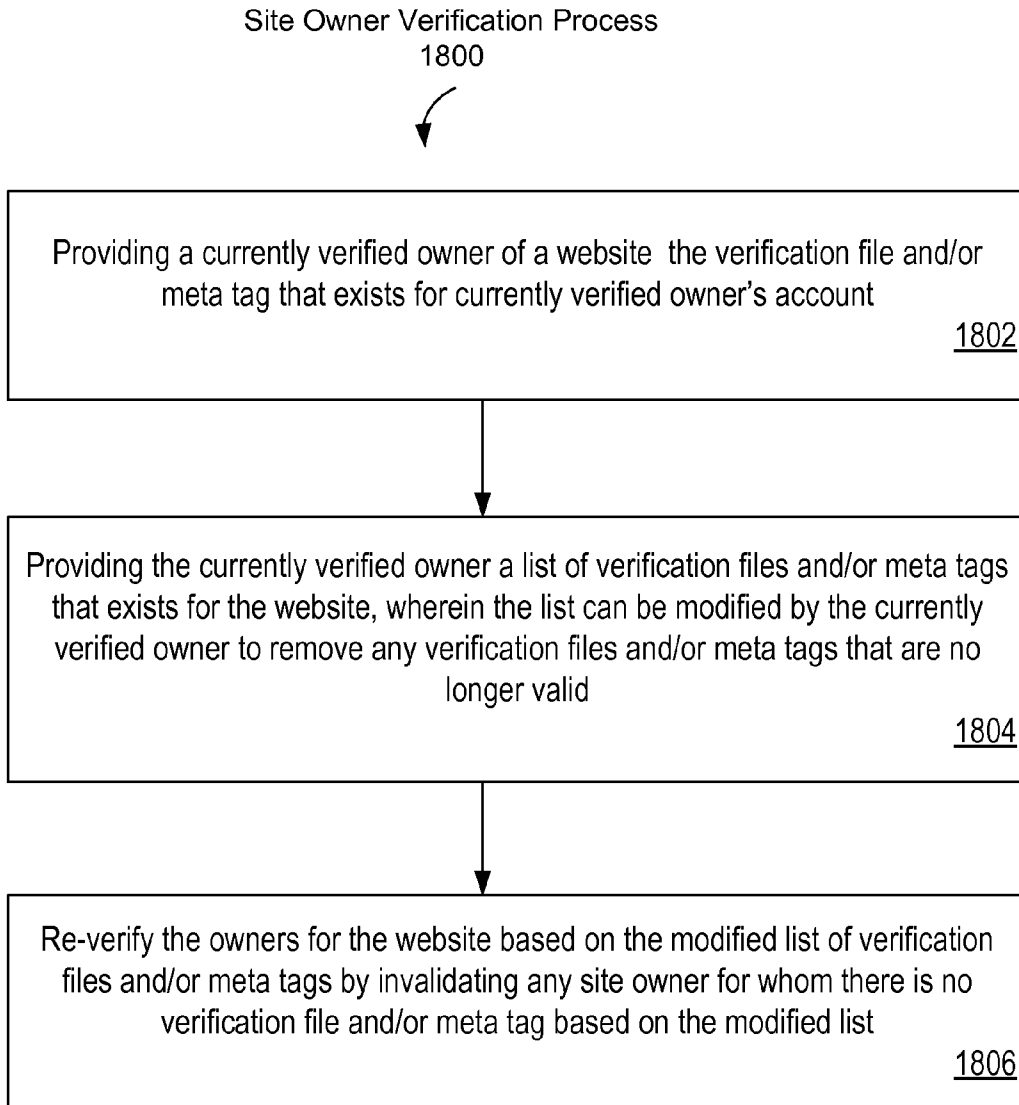 Site Owner Verification Process
1800
Providing a currently verified owner of a website the verification file and/or
meta tag that exists for currently verified owner's account
1802
Providing the currently verified owner a list of verification files and/or meta tags
that exists for the website, wherein the list can be modified by the currently
verified owner to remove any verification files and/or meta tags that are no
longer valid
1804
Re-verify the owners for the website based on the modified list of verification
files and/or meta tags by invalidating any site owner for whom there is no
verification file and/or meta tag based on the modified list
1806